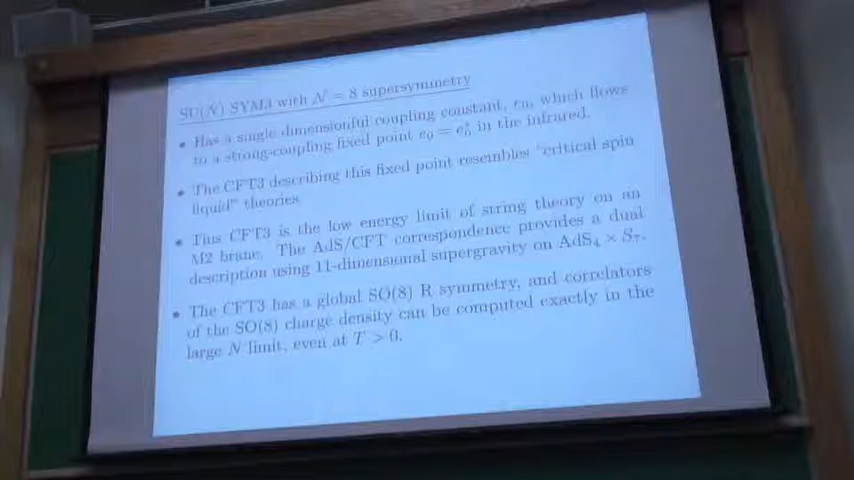 SU(N) SYM3 with 𝒩 = 8 supersymmetry
• Has a single dimensionful coupling constant, e₀, which flows
to a strong-coupling fixed point e₀ = e₀* in the infrared.
• The CFT3 describing this fixed point resembles "critical spin
liquid" theories.
• This CFT3 is the low energy limit of string theory on an
M2 brane. The AdS/CFT correspondence provides a dual
description using 11-dimensional supergravity on AdS₄ × S₇.
• The CFT3 has a global SO(8) R symmetry, and correlators
of the SO(8) charge density can be computed exactly in the
large N limit, even at T > 0.